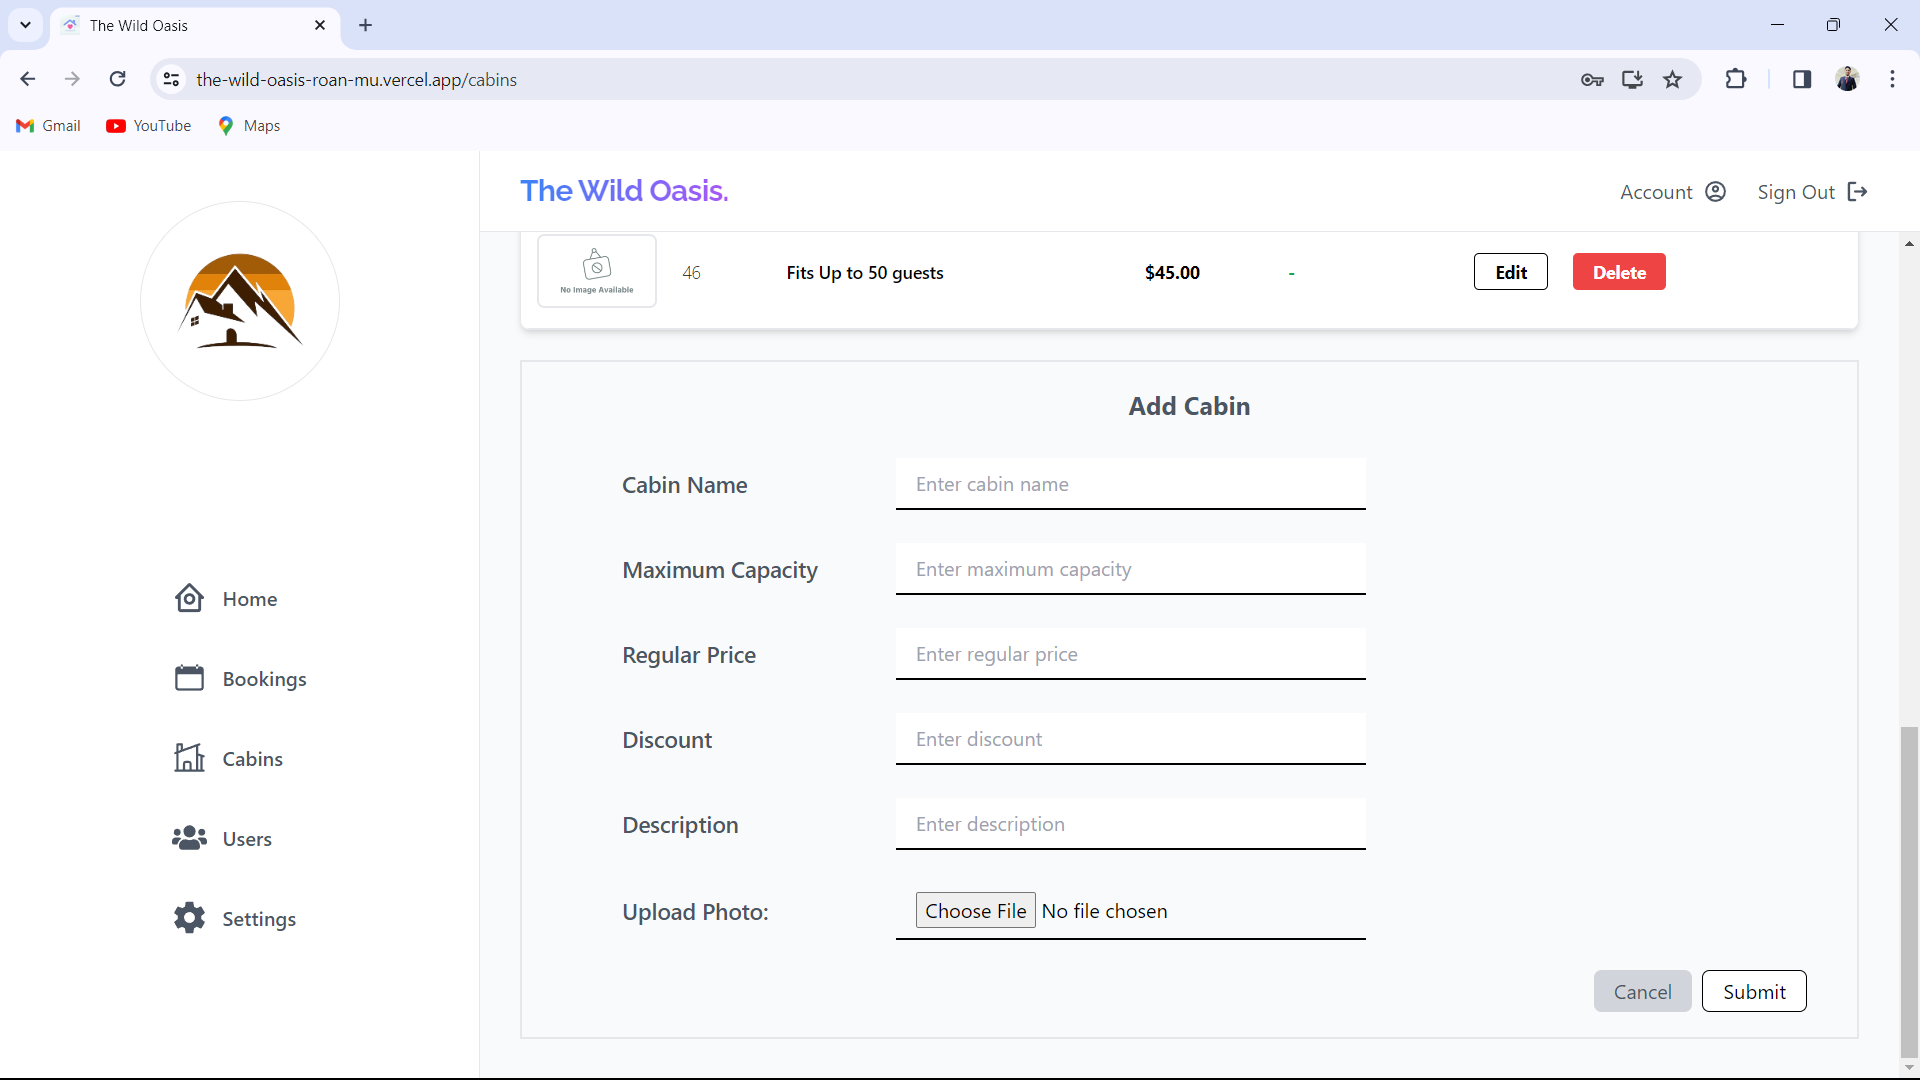 The Wild Oasis
the-wild-oasis-roan-mu.vercel.app/cabins
Gmail YouTube Maps
The Wild Oasis.
Account Sign Out
No Image Available
46 Fits Up to 50 guests $45.00 - Edit Delete
Home
Bookings
Cabins
Users
Settings
Add Cabin
Cabin Name Enter cabin name
Maximum Capacity Enter maximum capacity
Regular Price Enter regular price
Discount Enter discount
Description Enter description
Upload Photo: Choose File No file chosen
Cancel Submit